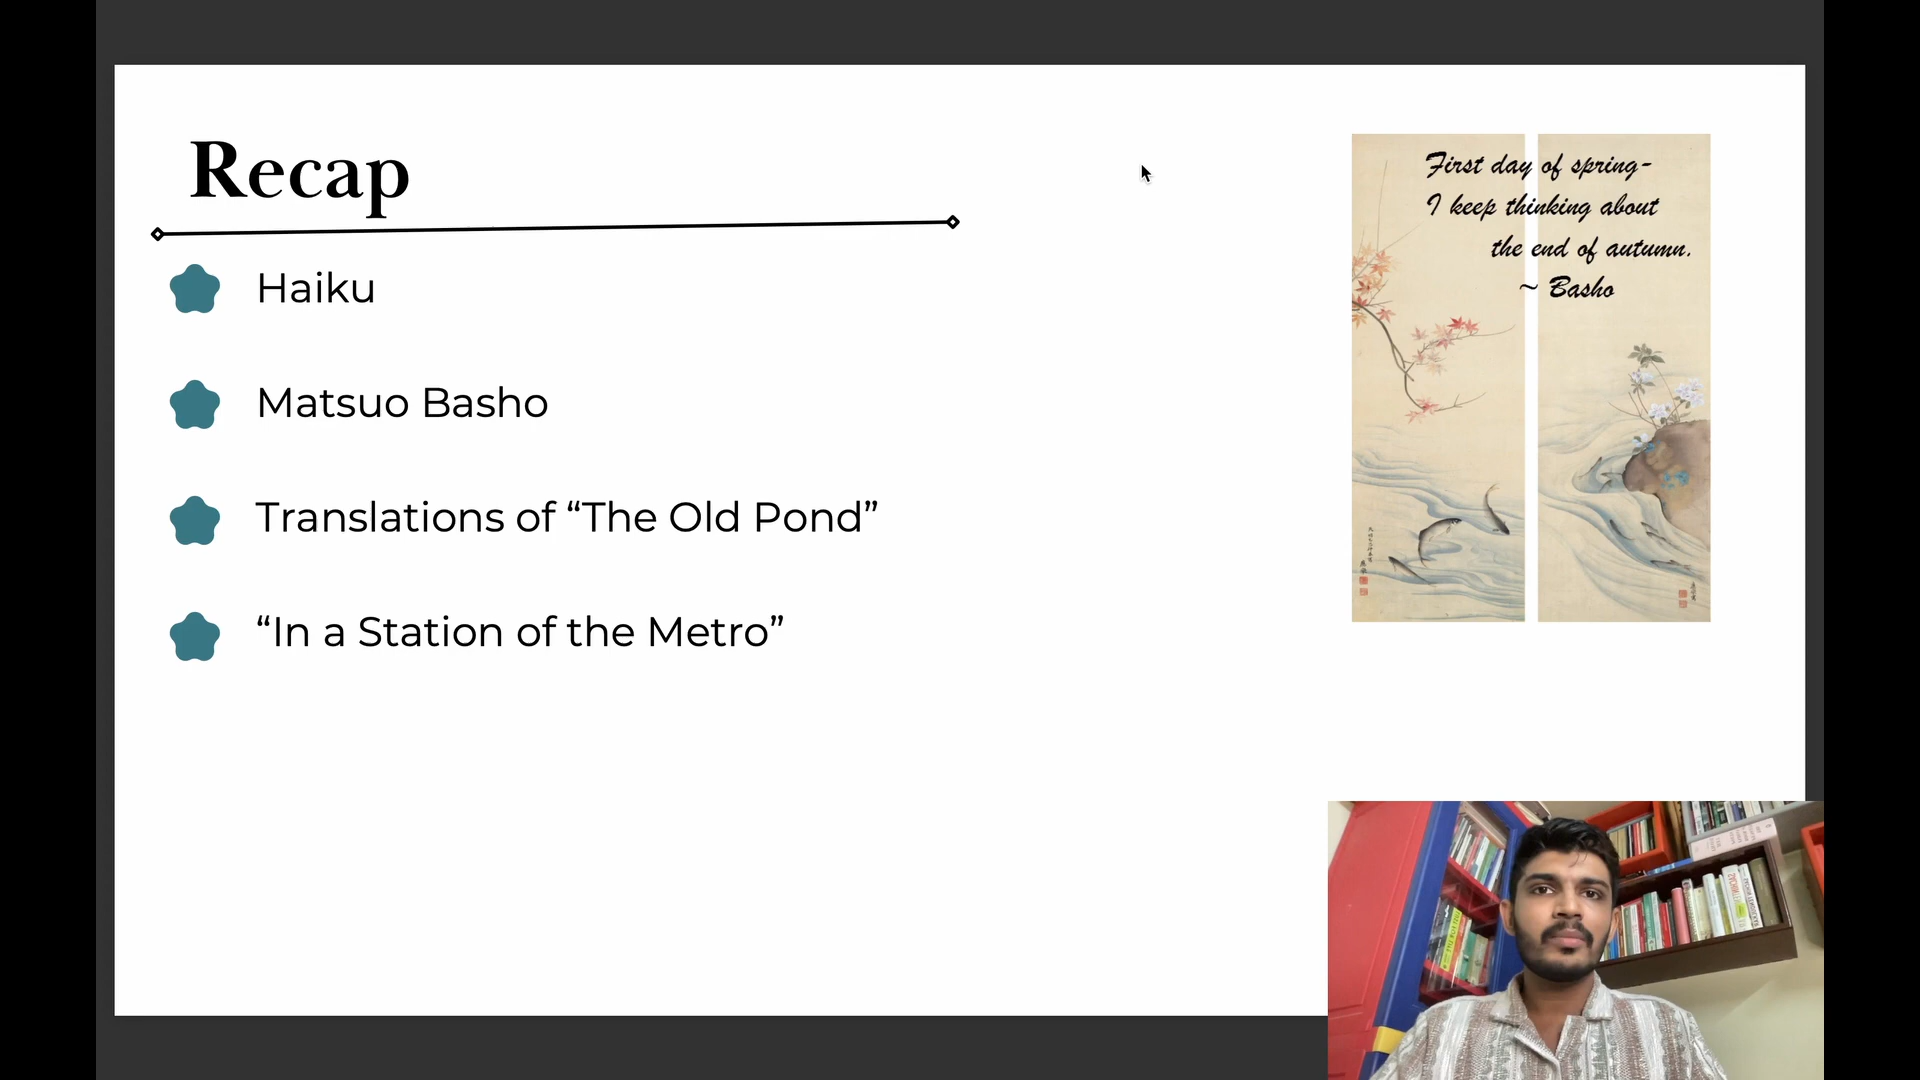 Recap
Haiku
Matsuo Basho
Translations of “The Old Pond”
“In a Station of the Metro”
First day of spring-
I keep thinking about
the end of autumn.
~ Basho